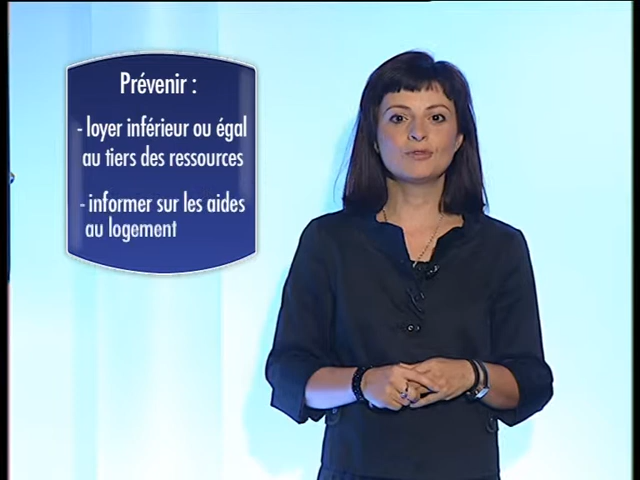 Prévenir :
- loyer inférieur ou égal
au tiers des ressources
- informer sur les aides
au logement